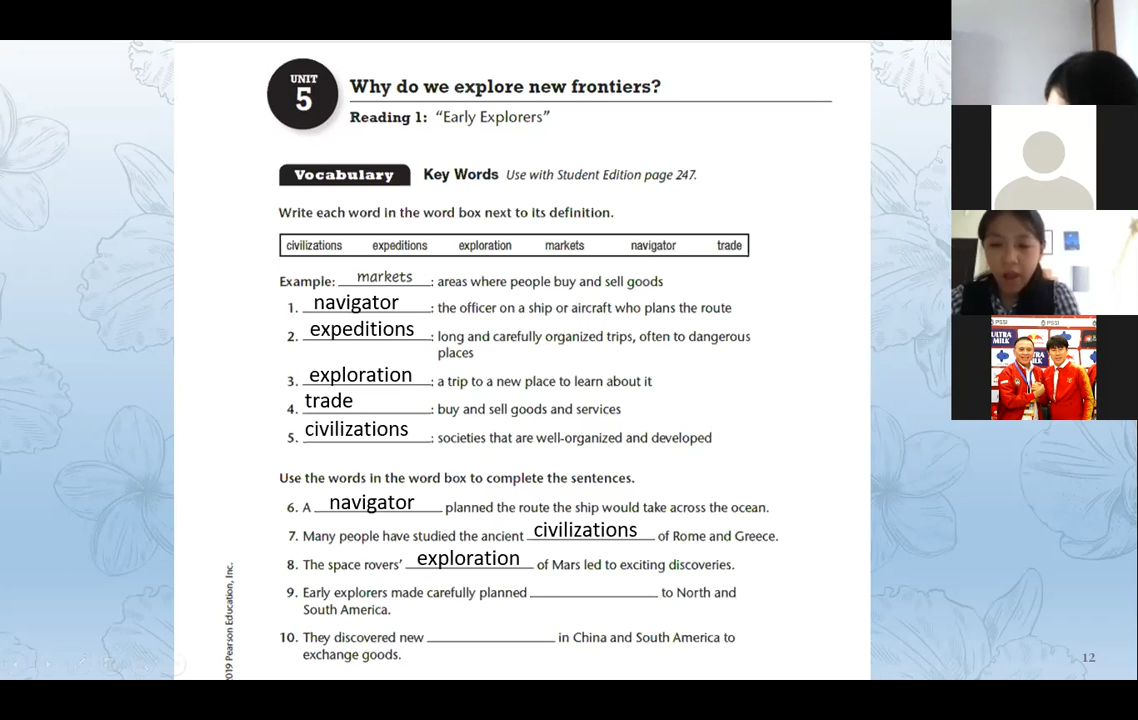 UNIT
5
Why do we explore new frontiers?
Reading 1: “Early Explorers”
Vocabulary Key Words Use with Student Edition page 247.
Write each word in the word box next to its definition.
civilizations expeditions exploration markets navigator trade
Example: markets : areas where people buy and sell goods
1. navigator : the officer on a ship or aircraft who plans the route
2. expeditions : long and carefully organized trips, often to dangerous
places
3. exploration : a trip to a new place to learn about it
4. trade : buy and sell goods and services
5. civilizations : societies that are well-organized and developed
Use the words in the word box to complete the sentences.
6. A navigator planned the route the ship would take across the ocean.
7. Many people have studied the ancient civilizations of Rome and Greece.
8. The space rovers’ exploration of Mars led to exciting discoveries.
9. Early explorers made carefully planned ____________ to North and
South America.
10. They discovered new ____________ in China and South America to
exchange goods.
2019 Pearson Education, Inc.
12
PSSI
PSSI
ULTRA
MILK